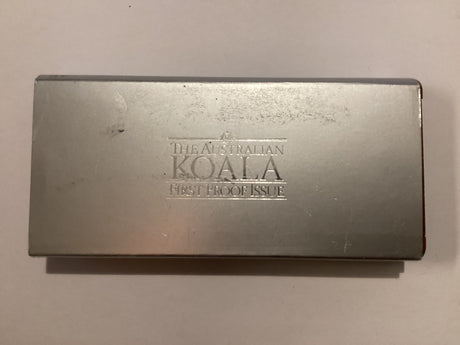 THE AUSTRALIAN
KOALA
FIRST PROOF ISSUE